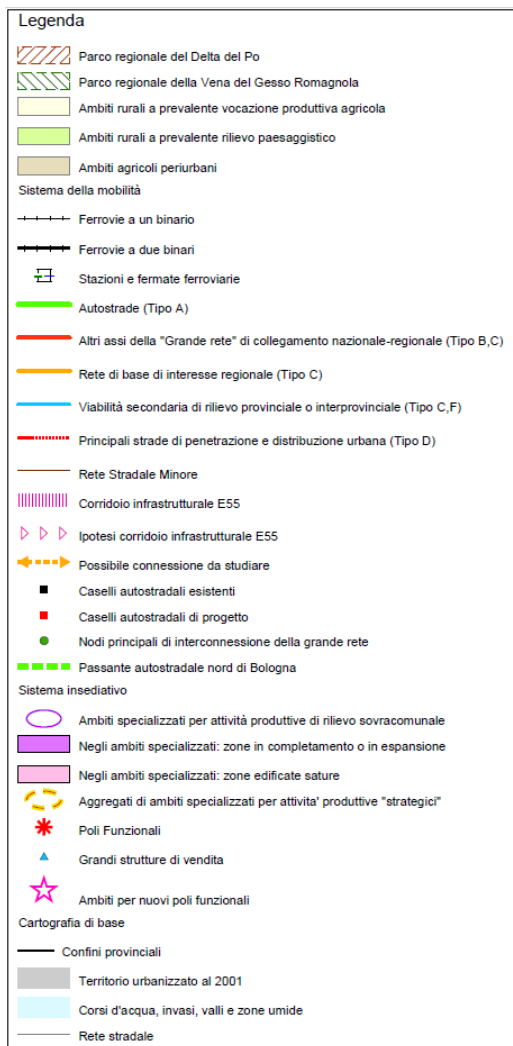 Legenda
Parco regionale del Delta del Po
Parco regionale della Vena del Gesso Romagnola
Ambiti rurali a prevalente vocazione produttiva agricola
Ambiti rurali a prevalente rilievo paesaggistico
Ambiti agricoli periurbani
Sistema della mobilità
Ferrovie a un binario
Ferrovie a due binari
Stazioni e fermate ferroviarie
Autostrade (Tipo A)
Altri assi della "Grande rete" di collegamento nazionale-regionale (Tipo B,C)
Rete di base di interesse regionale (Tipo C)
Viabilità secondaria di rilievo provinciale o interprovinciale (Tipo C,F)
Principali strade di penetrazione e distribuzione urbana (Tipo D)
Rete Stradale Minore
Corridoio infrastrutturale E55
Ipotesi corridoio infrastrutturale E55
Possibile connessione da studiare
Caselli autostradali esistenti
Caselli autostradali di progetto
Nodi principali di interconnessione della grande rete
Passante autostradale nord di Bologna
Sistema insediativo
Ambiti specializzati per attività produttive di rilievo sovracomunale
Negli ambiti specializzati: zone in completamento o in espansione
Negli ambiti specializzati: zone edificate sature
Aggregati di ambiti specializzati per attivita' produttive "strategici"
Poli Funzionali
Grandi strutture di vendita
Ambiti per nuovi poli funzionali
Cartografia di base
Confini provinciali
Territorio urbanizzato al 2001
Corsi d'acqua, invasi, valli e zone umide
Rete stradale